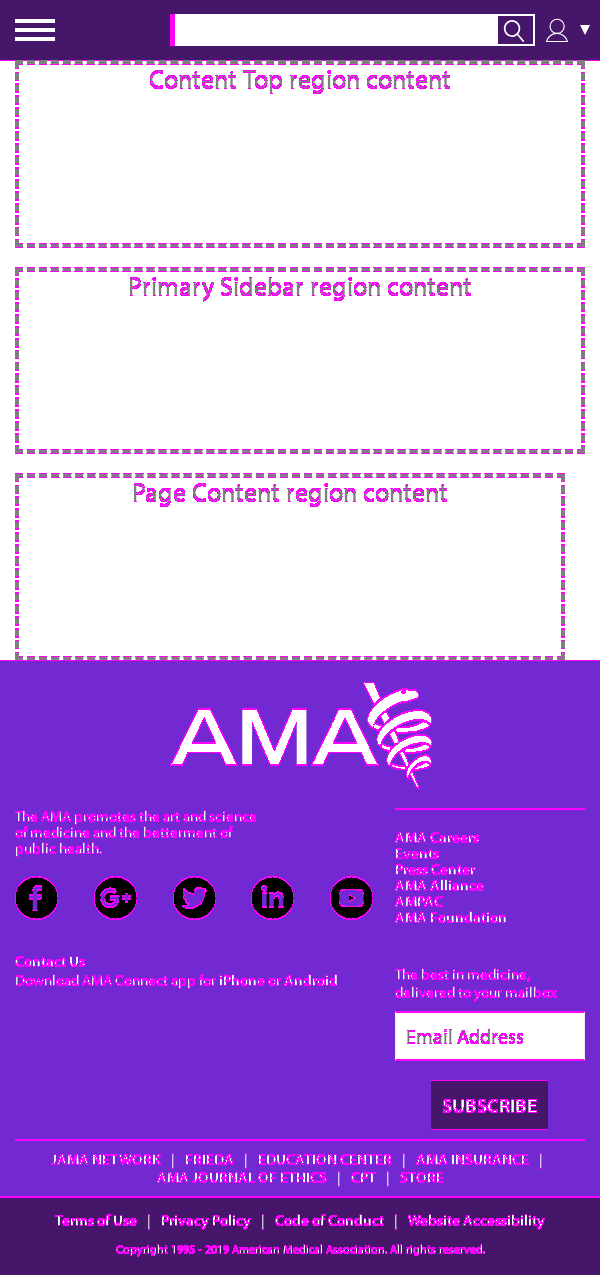 ▼
Content Top region content
Primary Sidebar region content
Page Content region content
AMA
The AMA promotes the art and science
of medicine and the betterment of
public health.
AMA Careers
Events
Press Center
AMA Alliance
AMPAC
AMA Foundation
f G+ in
Contact Us
Download AMA Connect app for iPhone or Android
The best in medicine,
delivered to your mailbox
Email Address
SUBSCRIBE
JAMA NETWORK | FRIEDA | EDUCATION CENTER | AMA INSURANCE |
AMA JOURNAL OF ETHICS | CPT | STORE
Terms of Use | Privacy Policy | Code of Conduct | Website Accessibility
Copyright 1995 - 2019 American Medical Association. All rights reserved.